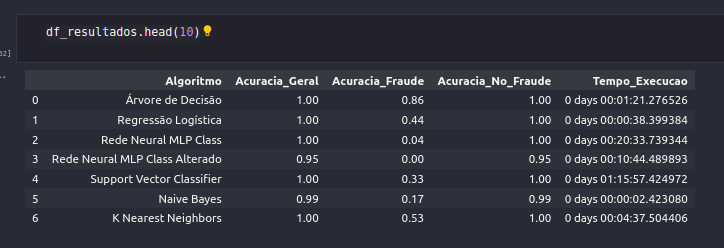 df_resultados.head(10)
52]
..
Algoritmo Acuracia_Geral Acuracia_Fraude Acuracia_No_Fraude Tempo_Execucao
0 Árvore de Decisão 1.00 0.86 1.00 0 days 00:01:21.276526
1 Regressão Logística 1.00 0.44 1.00 0 days 00:00:38.399384
2 Rede Neural MLP Class 1.00 0.04 1.00 0 days 00:20:33.739344
3 Rede Neural MLP Class Alterado 0.95 0.00 0.95 0 days 00:10:44.489893
4 Support Vector Classifier 1.00 0.33 1.00 0 days 01:15:57.424972
5 Naive Bayes 0.99 0.17 0.99 0 days 00:00:02.423080
6 K Nearest Neighbors 1.00 0.53 1.00 0 days 00:04:37.504406